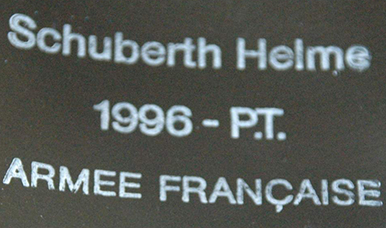 Schuberth Helme
1996 - P.T.
ARMEE FRANÇAISE